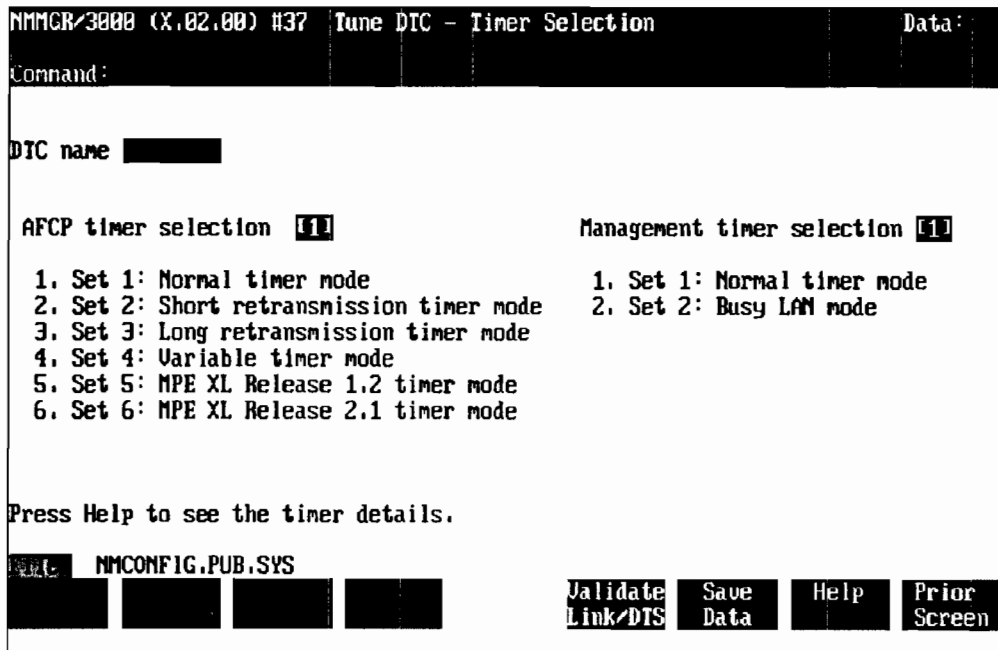 NMMGR/3000 (X.02.00) #37 Tune DTC - Timer Selection Data:
Command:
DTC name
AFCP timer selection [1] Management timer selection [1]
1. Set 1: Normal timer mode 1. Set 1: Normal timer mode
2. Set 2: Short retransmission timer mode 2. Set 2: Busy LAN mode
3. Set 3: Long retransmission timer mode
4. Set 4: Variable timer mode
5. Set 5: MPE XL Release 1.2 timer mode
6. Set 6: MPE XL Release 2.1 timer mode
Press Help to see the timer details.
NMCONFIG.PUB.SYS
Validate Save Help Prior
Link/DTS Data Screen